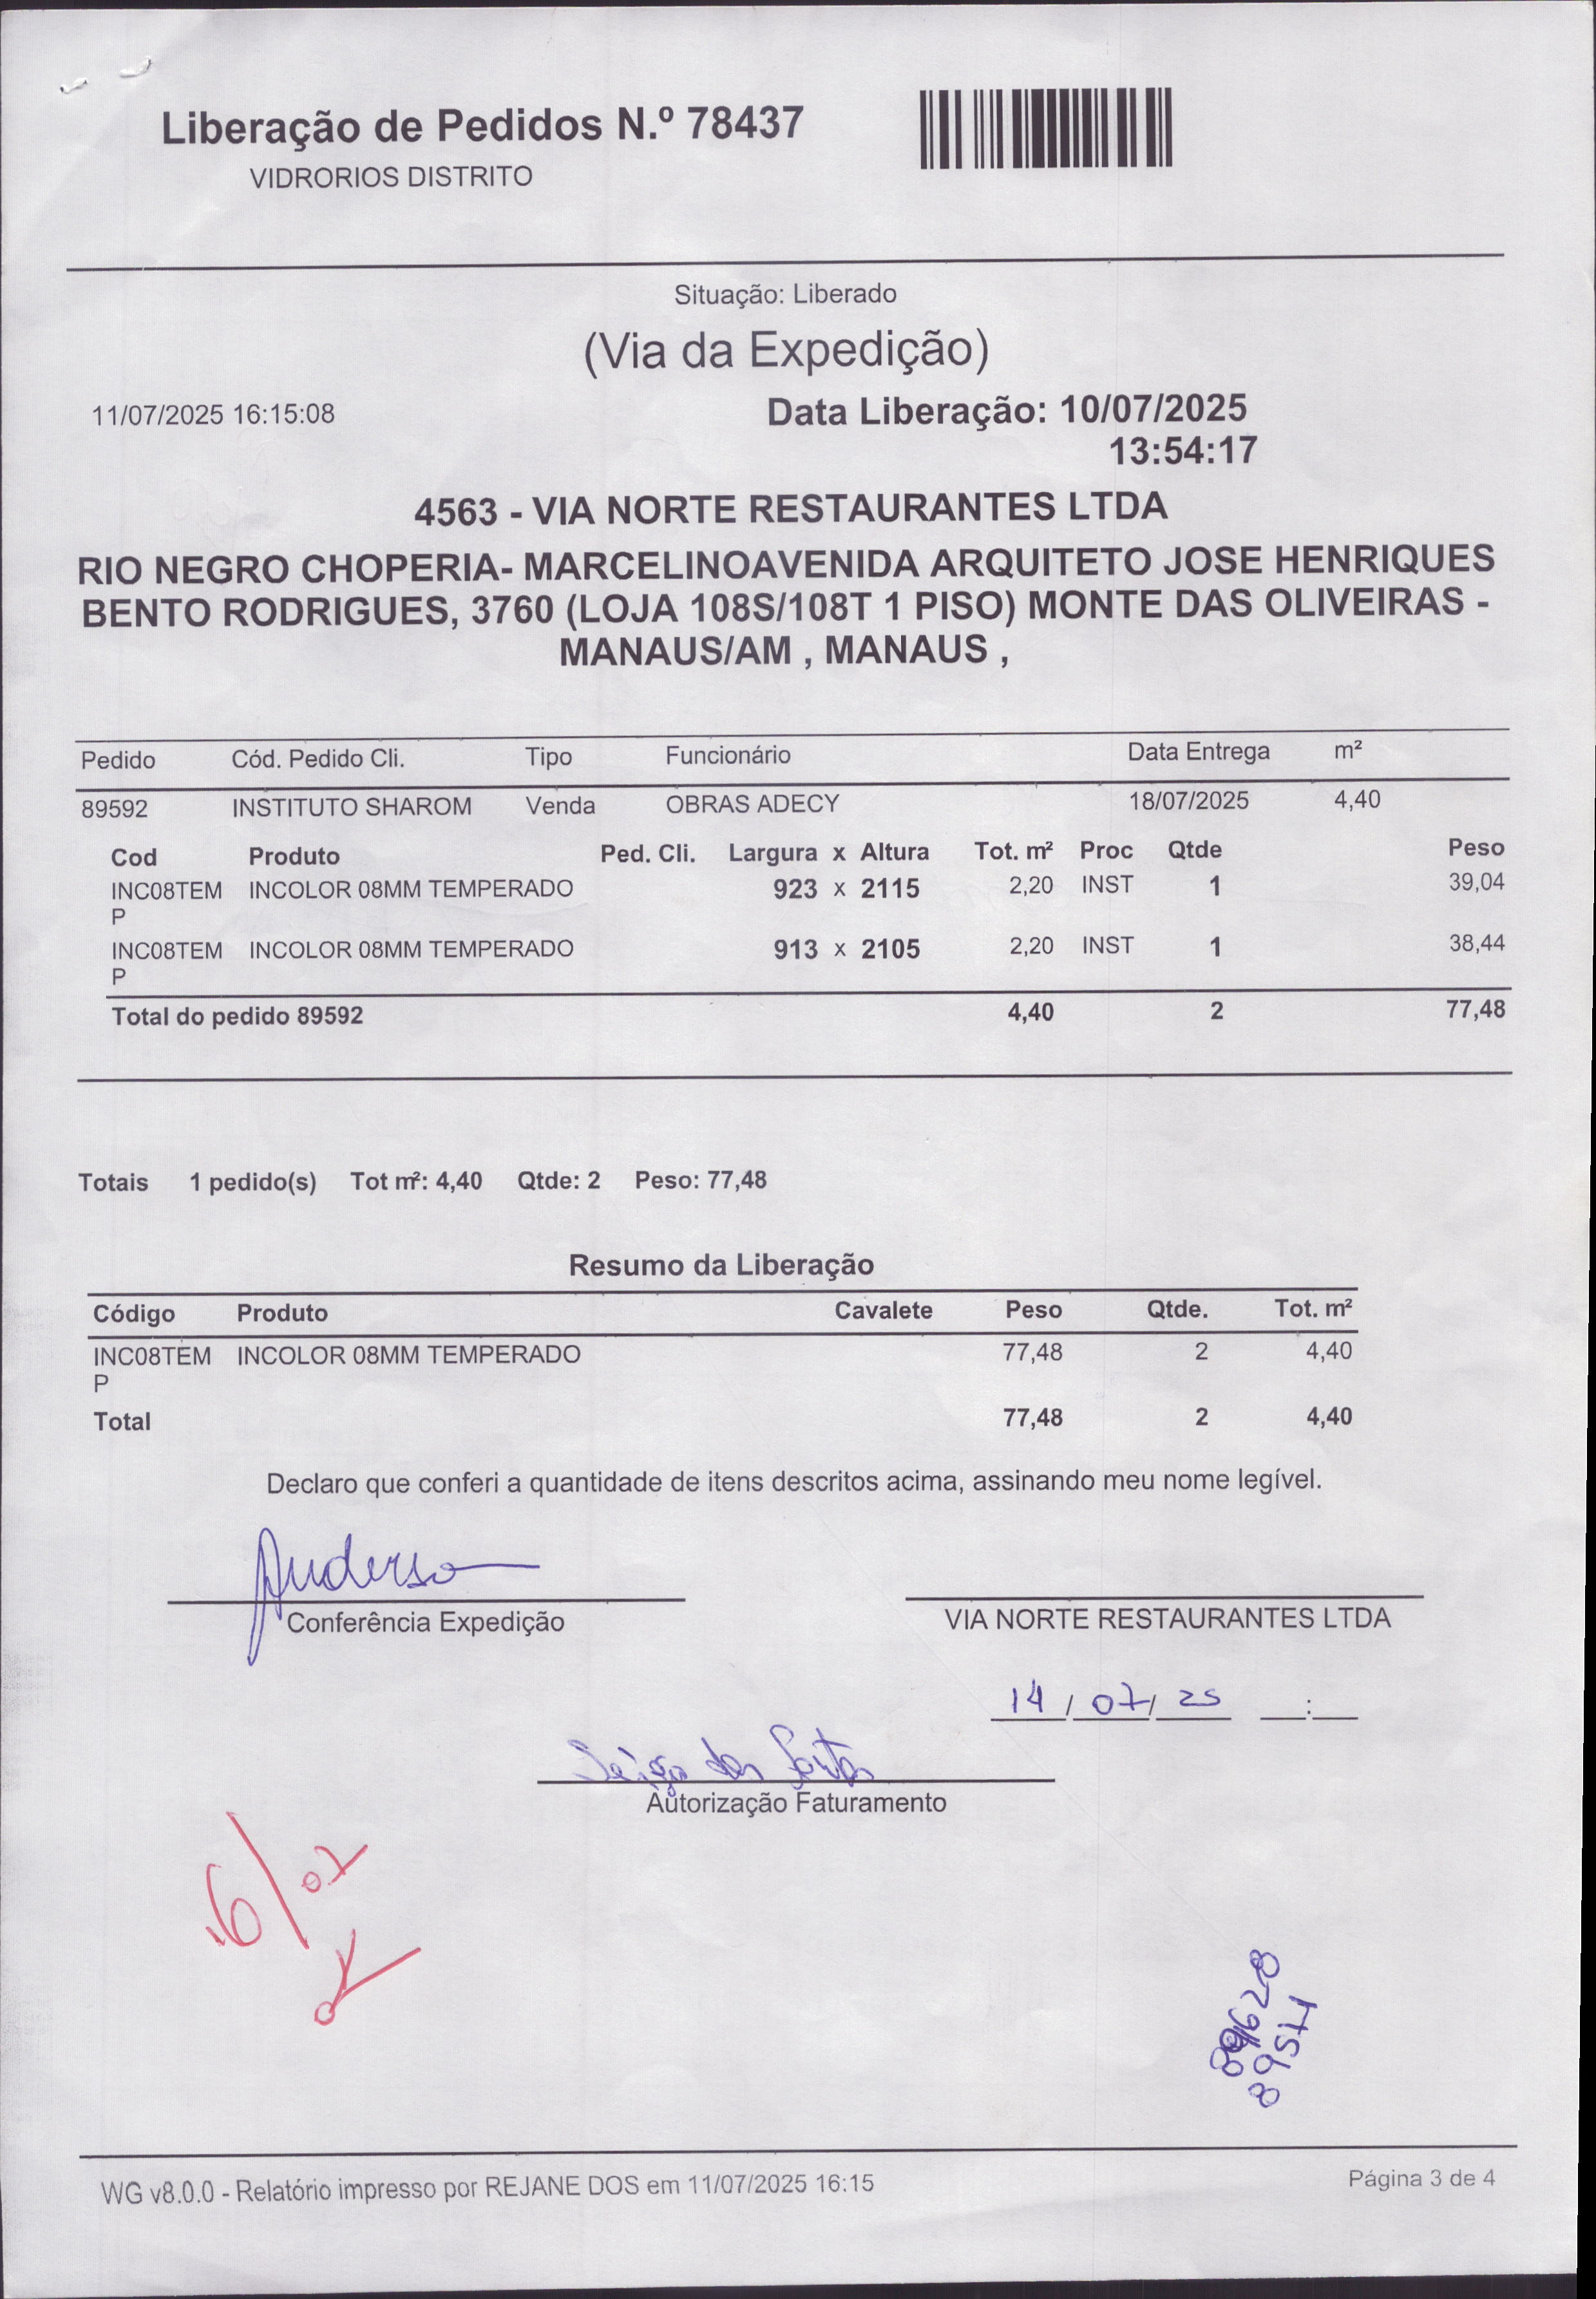 Liberação de Pedidos N.º 78437
VIDRORIOS DISTRITO
Situação: Liberado
(Via da Expedição)
11/07/2025 16:15:08 Data Liberação: 10/07/2025
13:54:17
4563 - VIA NORTE RESTAURANTES LTDA
RIO NEGRO CHOPERIA- MARCELINOAVENIDA ARQUITETO JOSE HENRIQUES
BENTO RODRIGUES, 3760 (LOJA 108S/108T 1 PISO) MONTE DAS OLIVEIRAS -
MANAUS/AM , MANAUS ,
Pedido Cód. Pedido Cli. Tipo Funcionário Data Entrega m²
89592 INSTITUTO SHAROM Venda OBRAS ADECY 18/07/2025 4,40
Cod Produto Ped. Cli. Largura x Altura Tot. m² Proc Qtde Peso
INC08TEM INCOLOR 08MM TEMPERADO 923 x 2115 2,20 INST 1 39,04
P
INC08TEM INCOLOR 08MM TEMPERADO 913 x 2105 2,20 INST 1 38,44
P
Total do pedido 89592 4,40 2 77,48
Totais 1 pedido(s) Tot m²: 4,40 Qtde: 2 Peso: 77,48
Resumo da Liberação
Código Produto Cavalete Peso Qtde. Tot. m²
INC08TEM INCOLOR 08MM TEMPERADO 77,48 2 4,40
P
Total 77,48 2 4,40
Declaro que conferi a quantidade de itens descritos acima, assinando meu nome legível.
Anderso
Conferência Expedição VIA NORTE RESTAURANTES LTDA
14 / 07 / 25 __:__
dos Santos
Autorização Faturamento
16/07
OK
89628
89571
WG v8.0.0 - Relatório impresso por REJANE DOS em 11/07/2025 16:15 Página 3 de 4